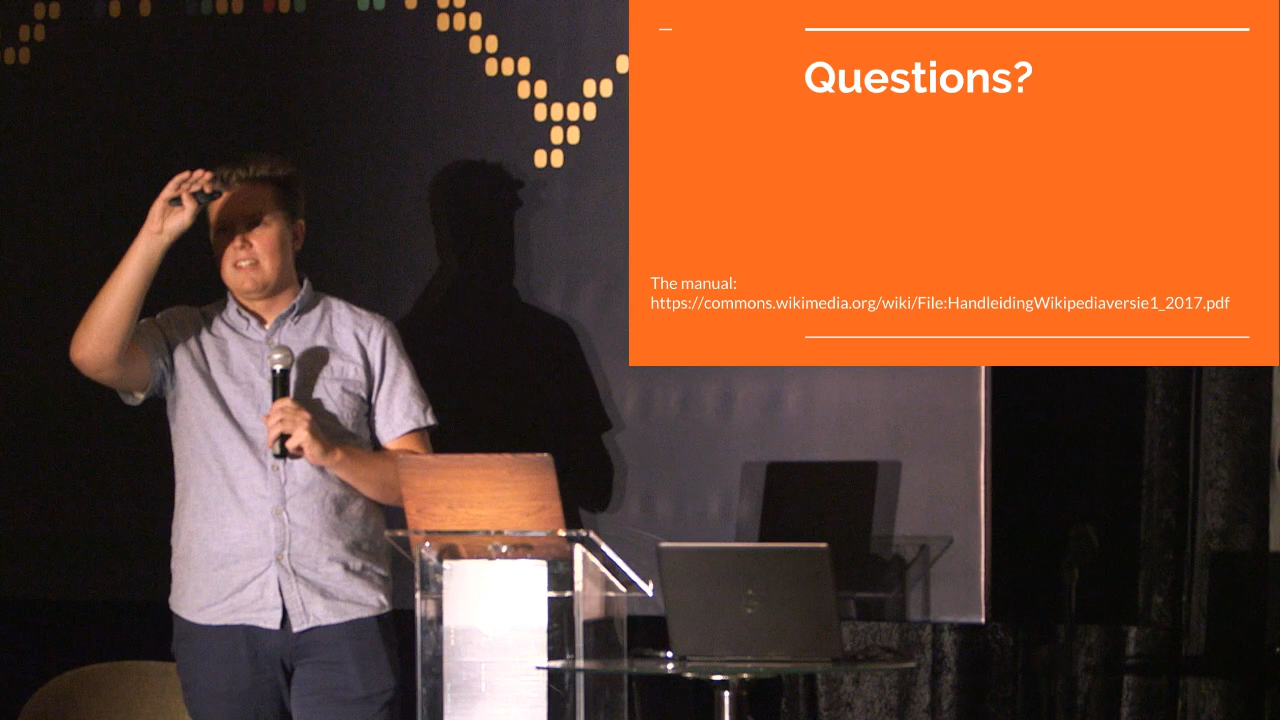 Questions?
The manual:
https://commons.wikimedia.org/wiki/File:HandleidingWikipediaversie1_2017.pdf